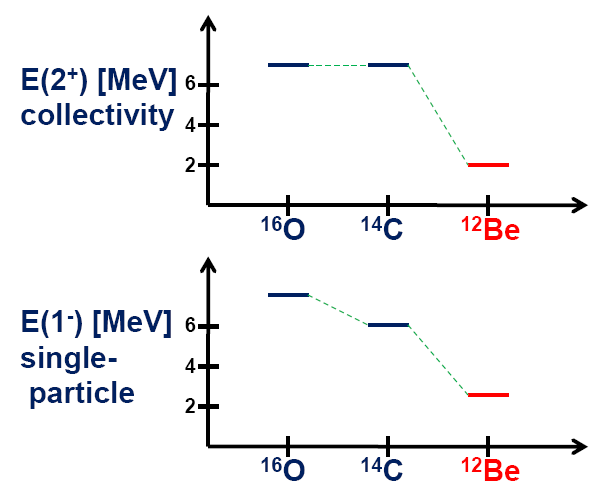 E(2⁺) [MeV]
collectivity
6
4
2
¹⁶O ¹⁴C ¹²Be
E(1⁻) [MeV]
single-
particle
6
4
2
¹⁶O ¹⁴C ¹²Be